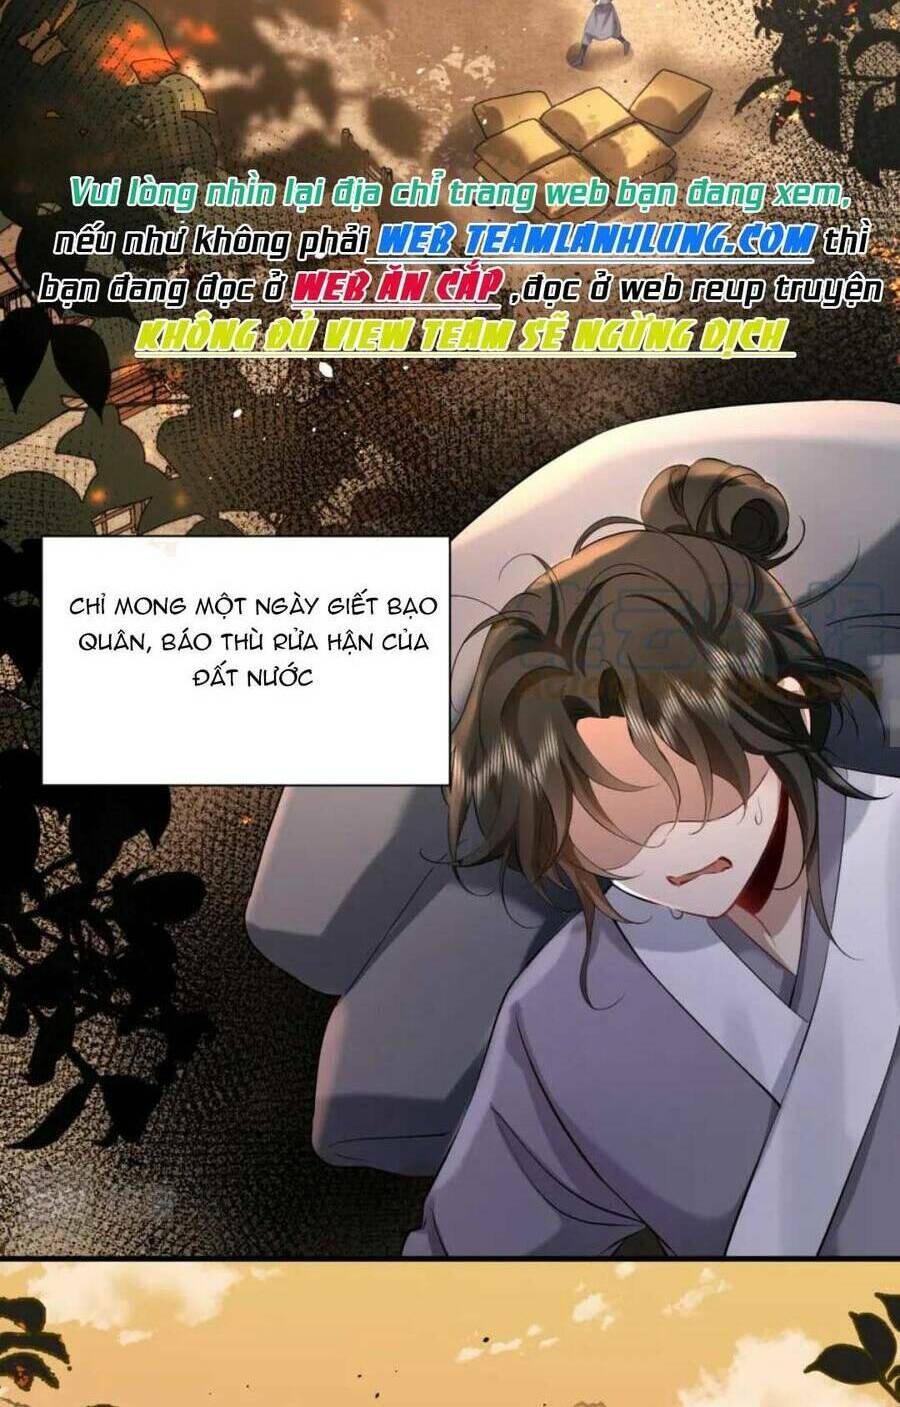 Vui lòng nhìn lại địa chỉ trang web bạn đang xem,
nếu như không phải WEB TEAMLANHLUNG.COM thì
bạn đang đọc ở WEB ĂN CẮP ,đọc ở web reup truyện
KHÔNG ĐỦ VIEW TEAM SẼ NGỪNG DỊCH
CHỈ MONG MỘT NGÀY GIẾT BẠO
QUÂN, BÁO THÙ RỬA HẬN CỦA
ĐẤT NƯỚC